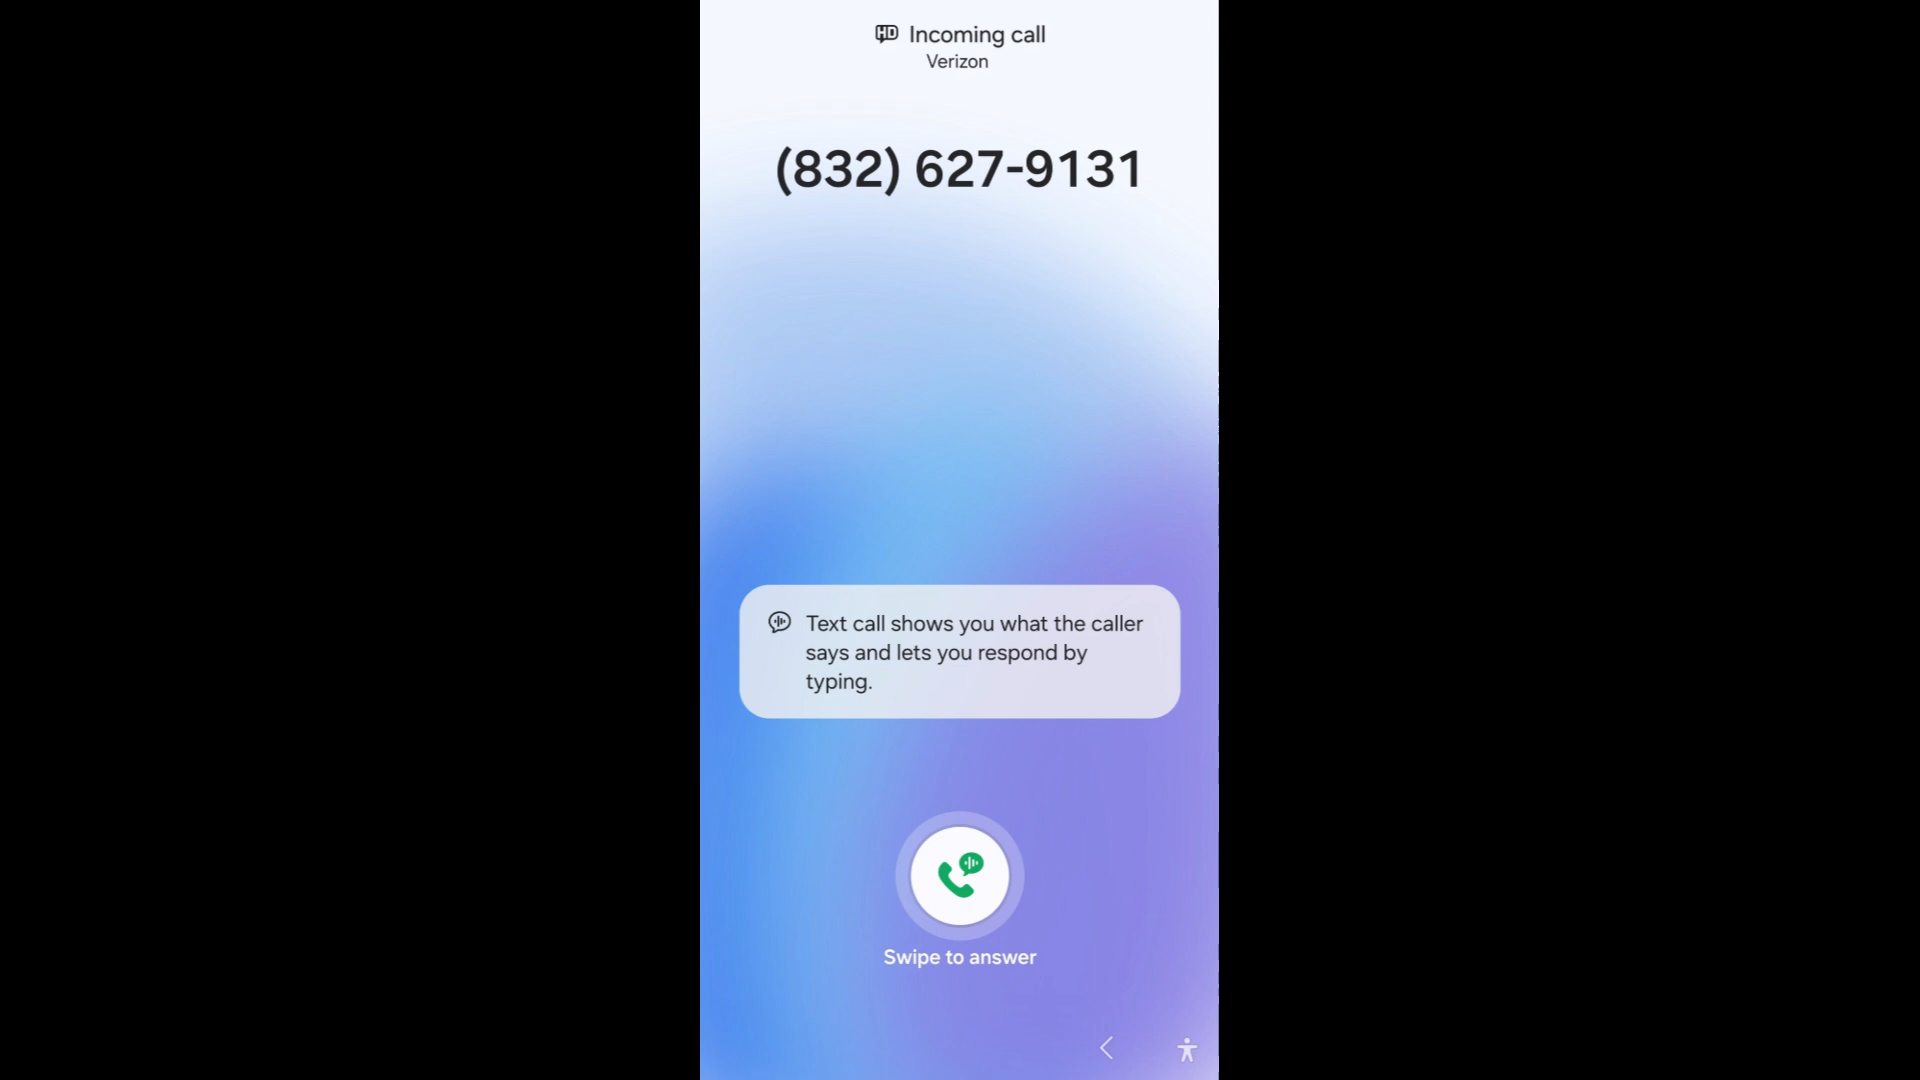 HD Incoming call
Verizon
(832) 627-9131
Text call shows you what the caller
says and lets you respond by
typing.
Swipe to answer